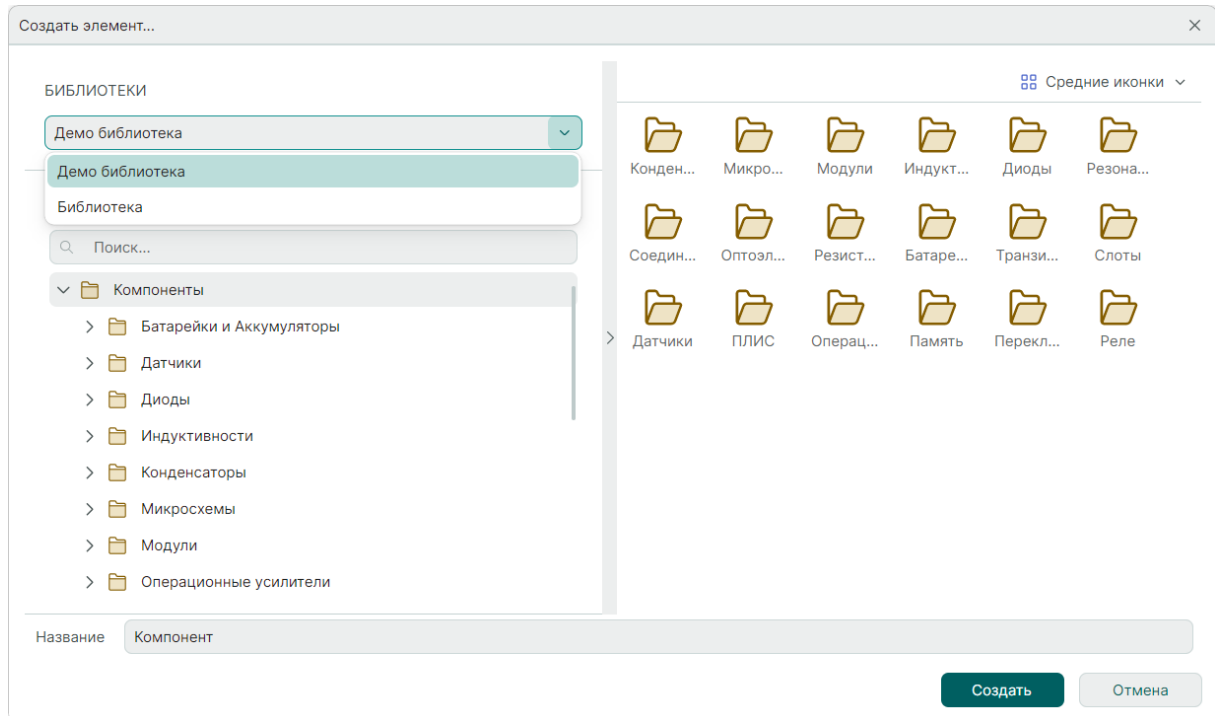 Создать элемент...
БИБЛИОТЕКИ
Демо библиотека
Демо библиотека
Библиотека
Поиск...
Компоненты
Батарейки и Аккумуляторы
Датчики
Диоды
Индуктивности
Конденсаторы
Микросхемы
Модули
Операционные усилители
Средние иконки
Конден... Микро... Модули Индукт... Диоды Резона...
Соедин... Оптоэл... Резист... Батаре... Транзи... Слоты
Датчики ПЛИС Операц... Память Перекл... Реле
Название Компонент
Создать Отмена